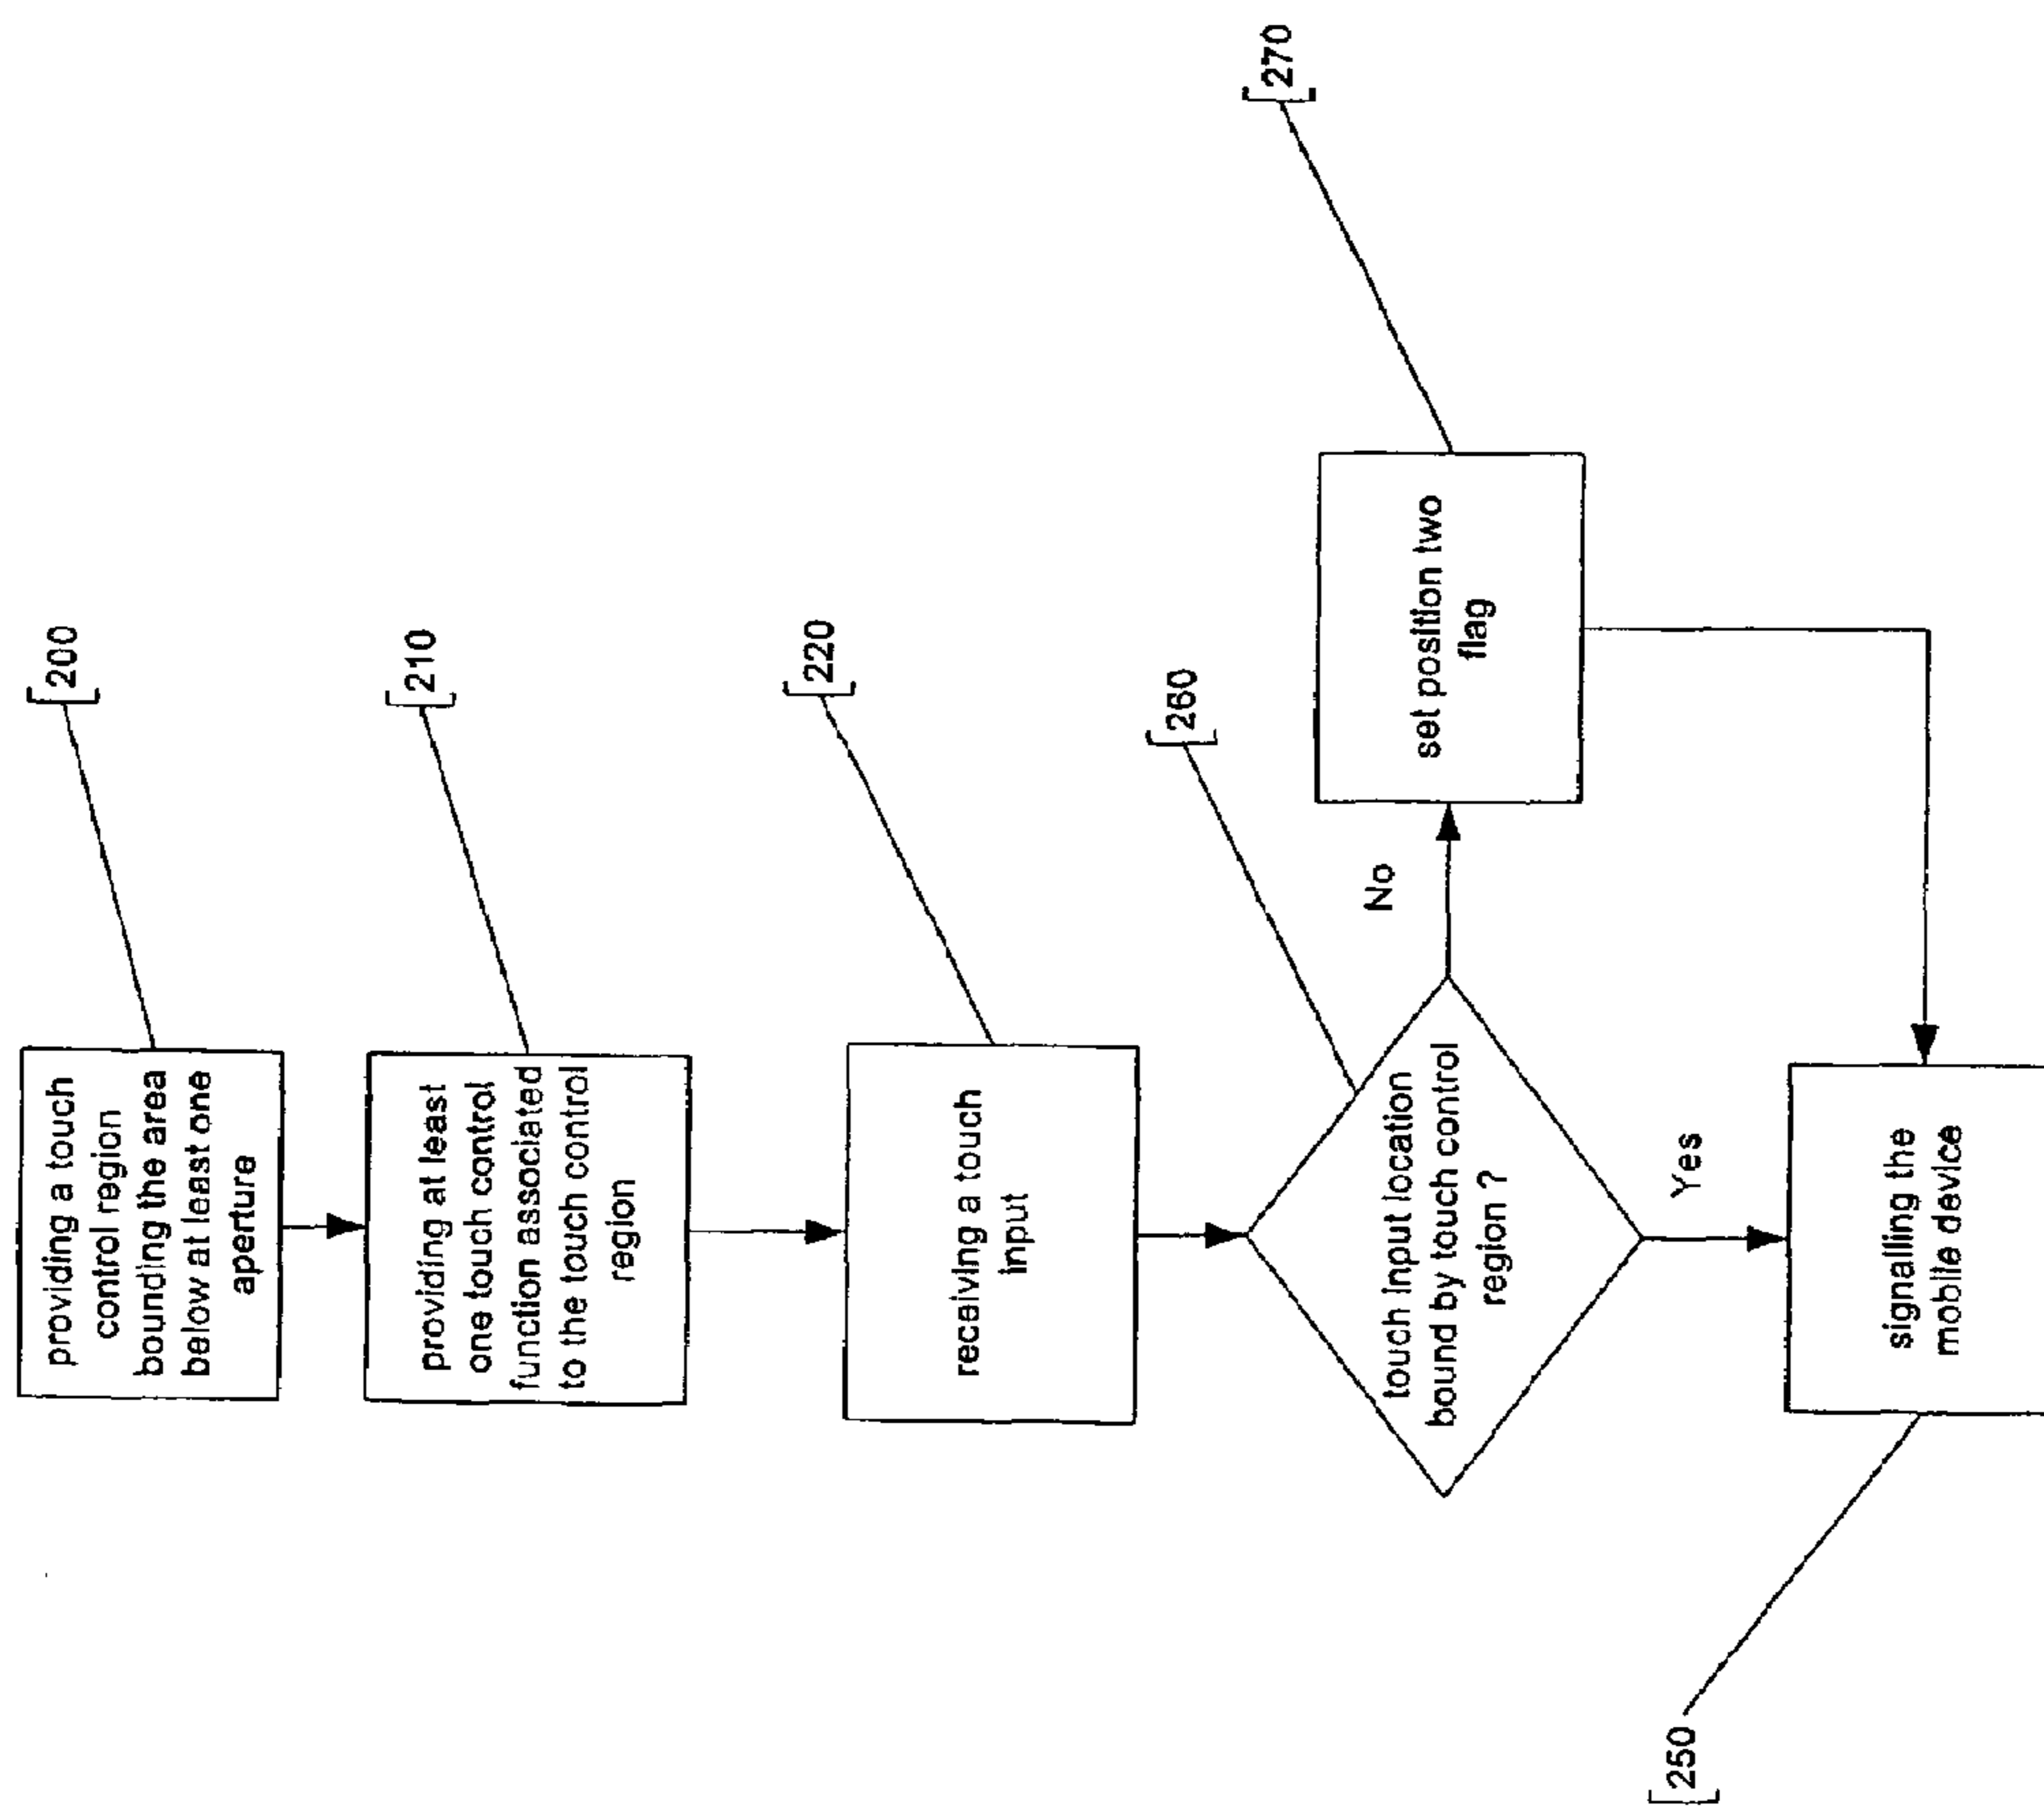 providing a touch
control region
bounding the area
below at least one
aperture
[200
providing at least
one touch control
function associated
to the touch control
region
[210
receiving a touch
input
[220
touch input location
bound by touch control
region ?
[260
No
set position two
flag
[270
Yes
signalling the
mobile device
[250